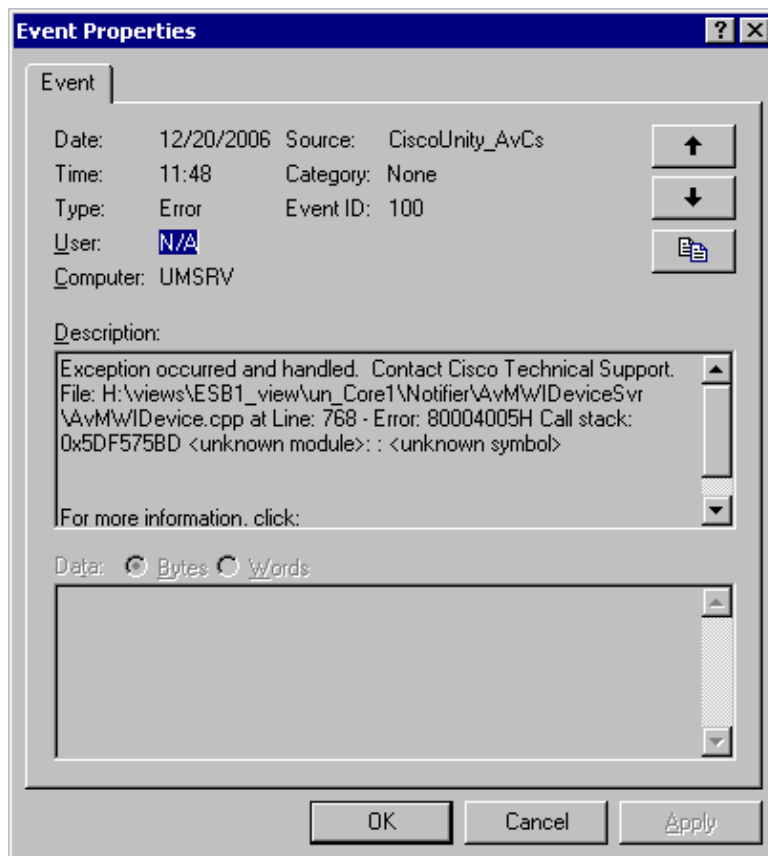 Event Properties
Event
Date: 12/20/2006 Source: CiscoUnity_AvCs
Time: 11:48 Category: None
Type: Error Event ID: 100
User: N/A
Computer: UMSRV
Description:
Exception occurred and handled. Contact Cisco Technical Support.
File: H:\views\ESB1_view\un_Core1\Notifier\AvMWIDeviceSvr
\AvMWIDevice.cpp at Line: 768 - Error: 80004005H Call stack:
0x5DF575BD <unknown module>: : <unknown symbol>
For more information, click:
Data: Bytes Words
OK Cancel Apply